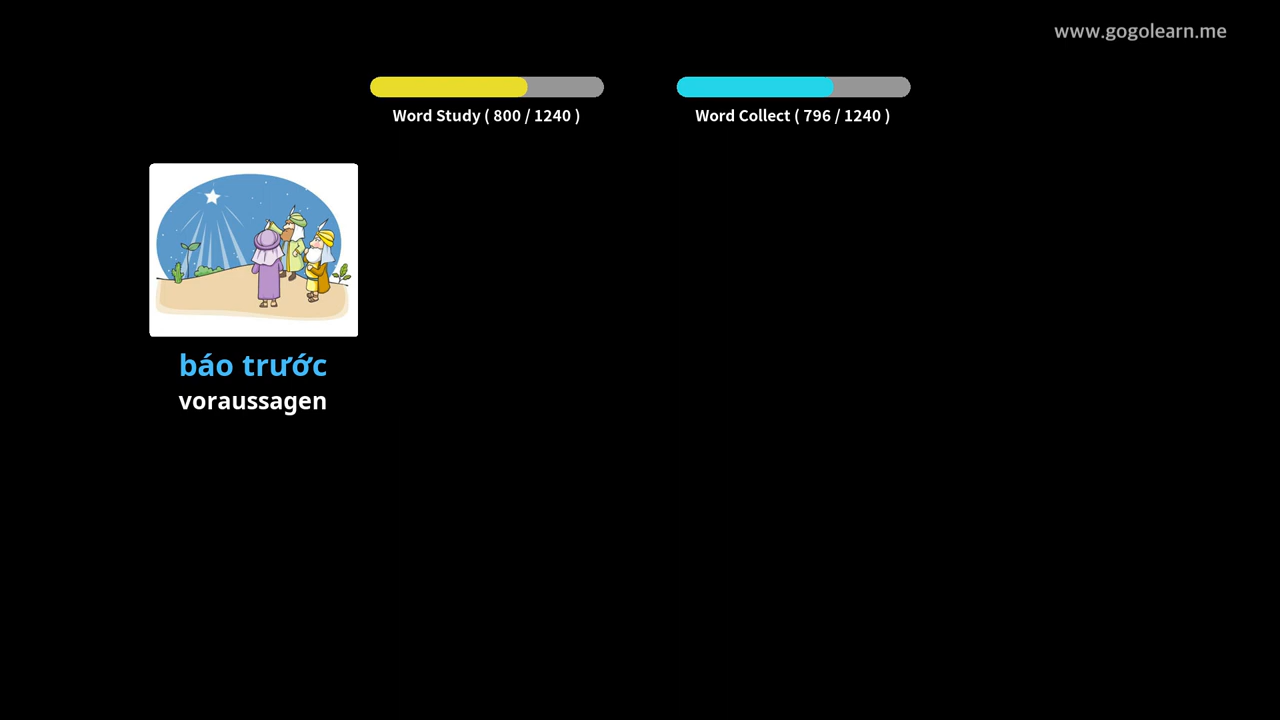 www.gogolearn.me
Word Study ( 800 / 1240 )
Word Collect ( 796 / 1240 )
báo trước
voraussagen